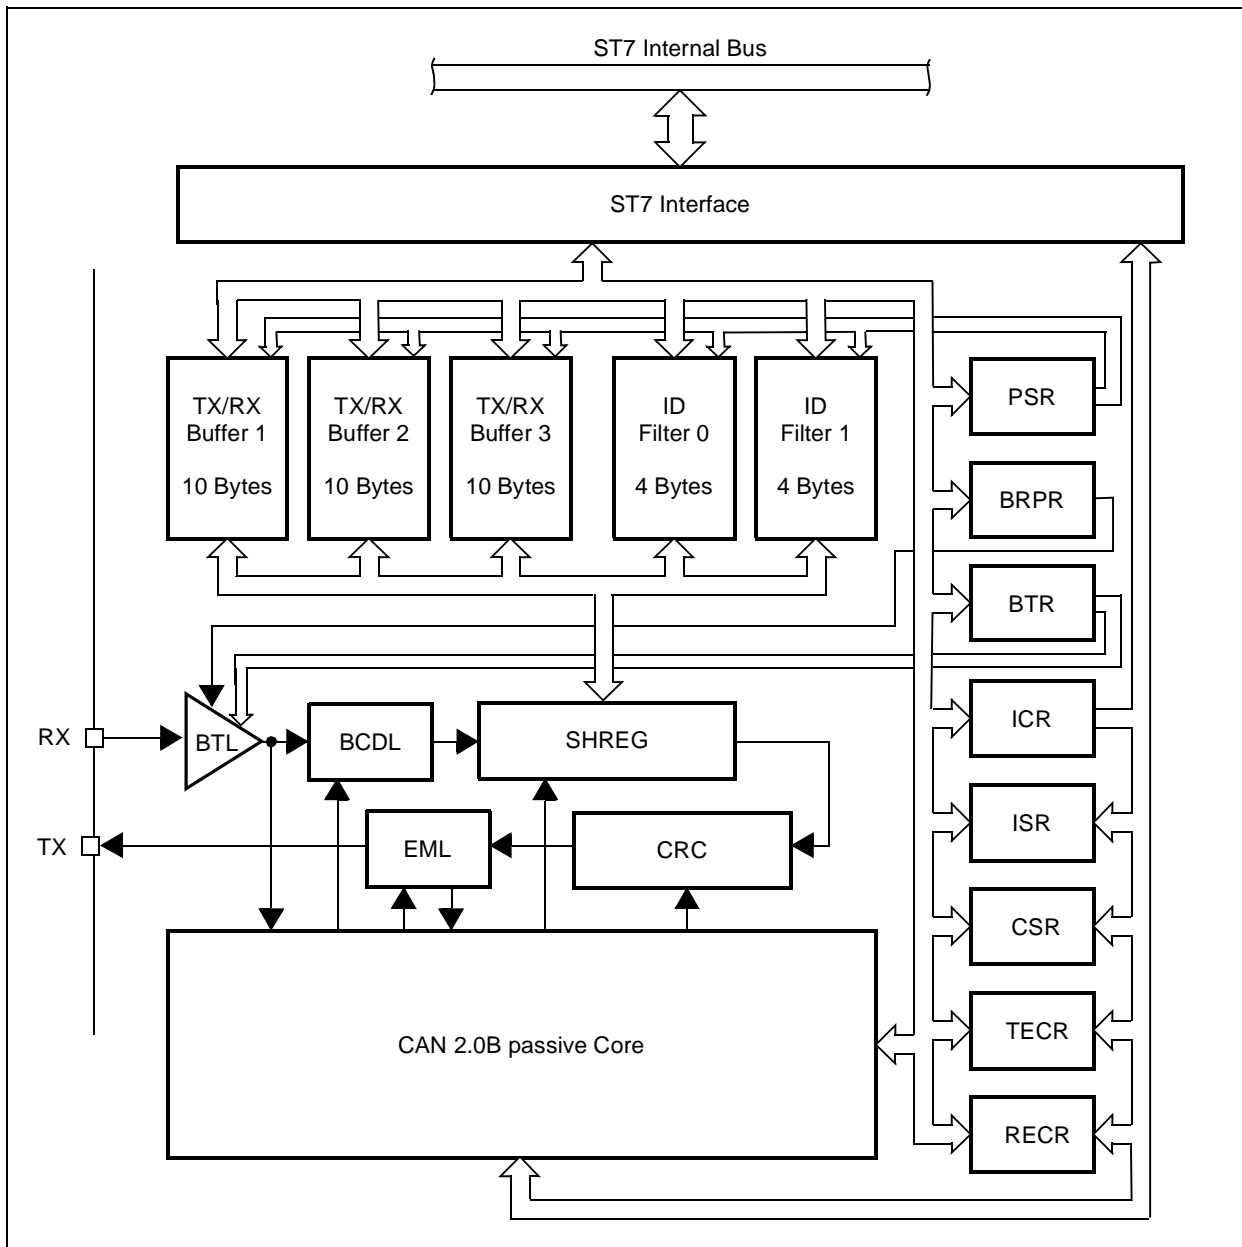 ST7 Internal Bus
ST7 Interface
TX/RX
Buffer 1
10 Bytes
TX/RX
Buffer 2
10 Bytes
TX/RX
Buffer 3
10 Bytes
ID
Filter 0
4 Bytes
ID
Filter 1
4 Bytes
PSR
BRPR
BTR
ICR
ISR
CSR
TECR
RECR
RX
BTL
BCDL
SHREG
TX
EML
CRC
CAN 2.0B passive Core